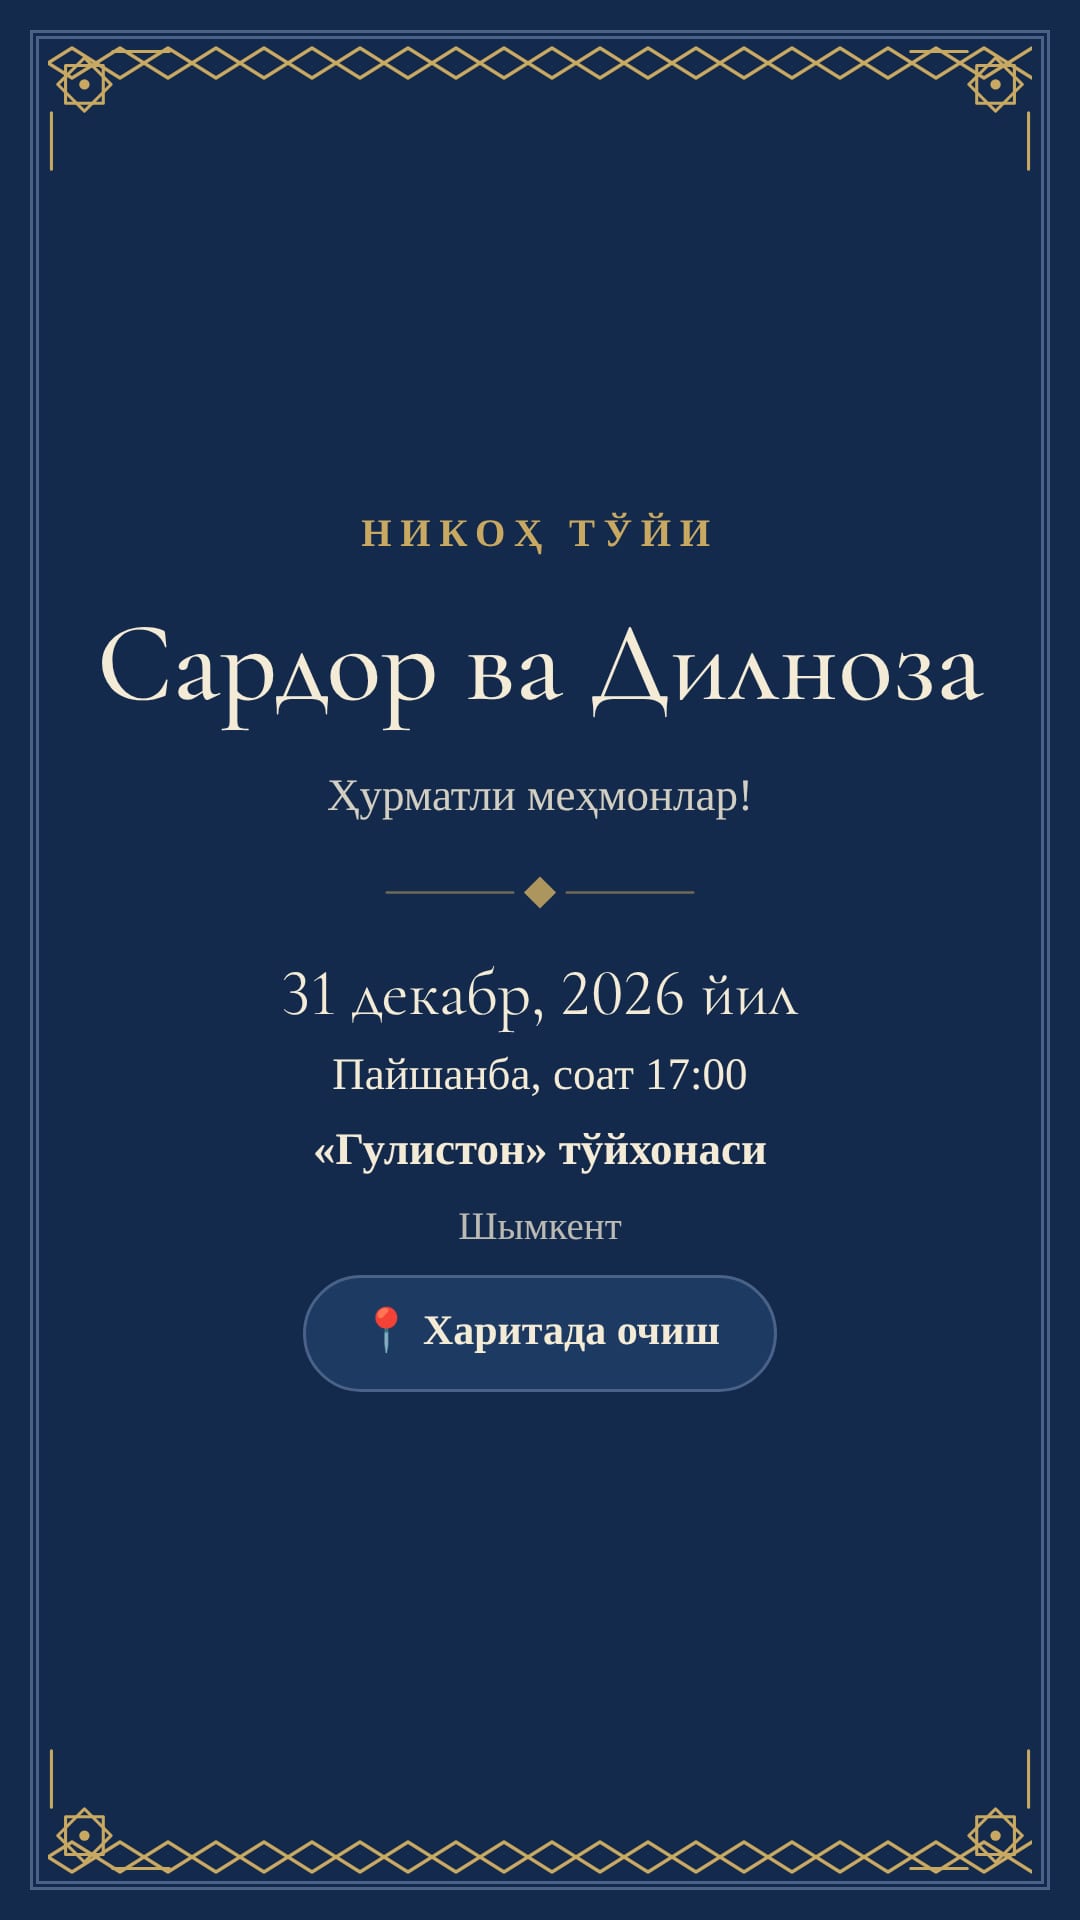 НИКОҲ ТЎЙИ
Сардор ва Дилноза
Ҳурматли меҳмонлар!
31 декабр, 2026 йил
Пайшанба, соат 17:00
«Гулистон» тўйхонаси
Шымкент
📍 Харитада очиш